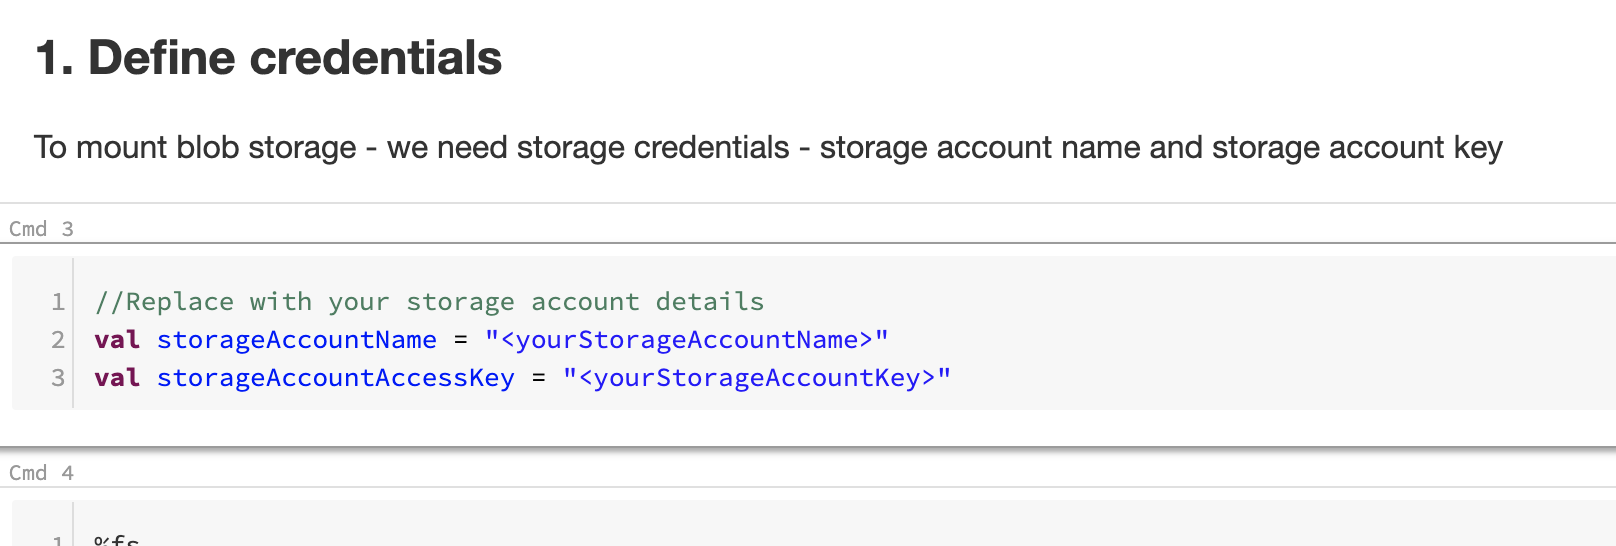 1. Define credentials
To mount blob storage - we need storage credentials - storage account name and storage account key
Cmd 3
1 //Replace with your storage account details
2 val storageAccountName = "<yourStorageAccountName>"
3 val storageAccountAccessKey = "<yourStorageAccountKey>"
Cmd 4
1 %fs